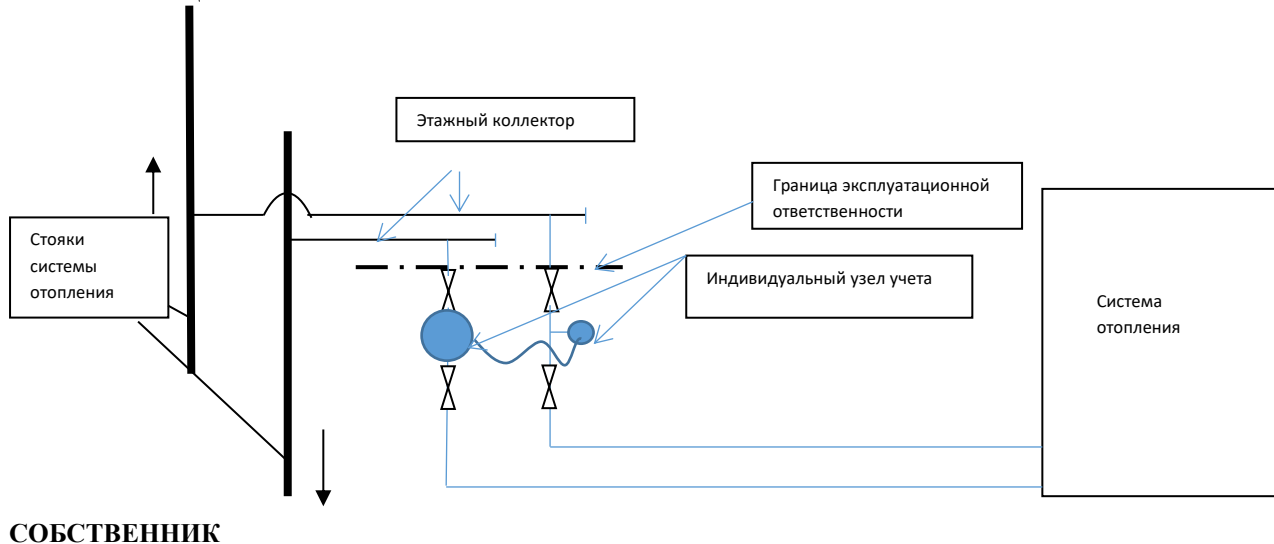 Этажный коллектор
Граница эксплуатационной
ответственности
Стояки
системы
отопления
Индивидуальный узел учета
Система
отопления
СОБСТВЕННИК